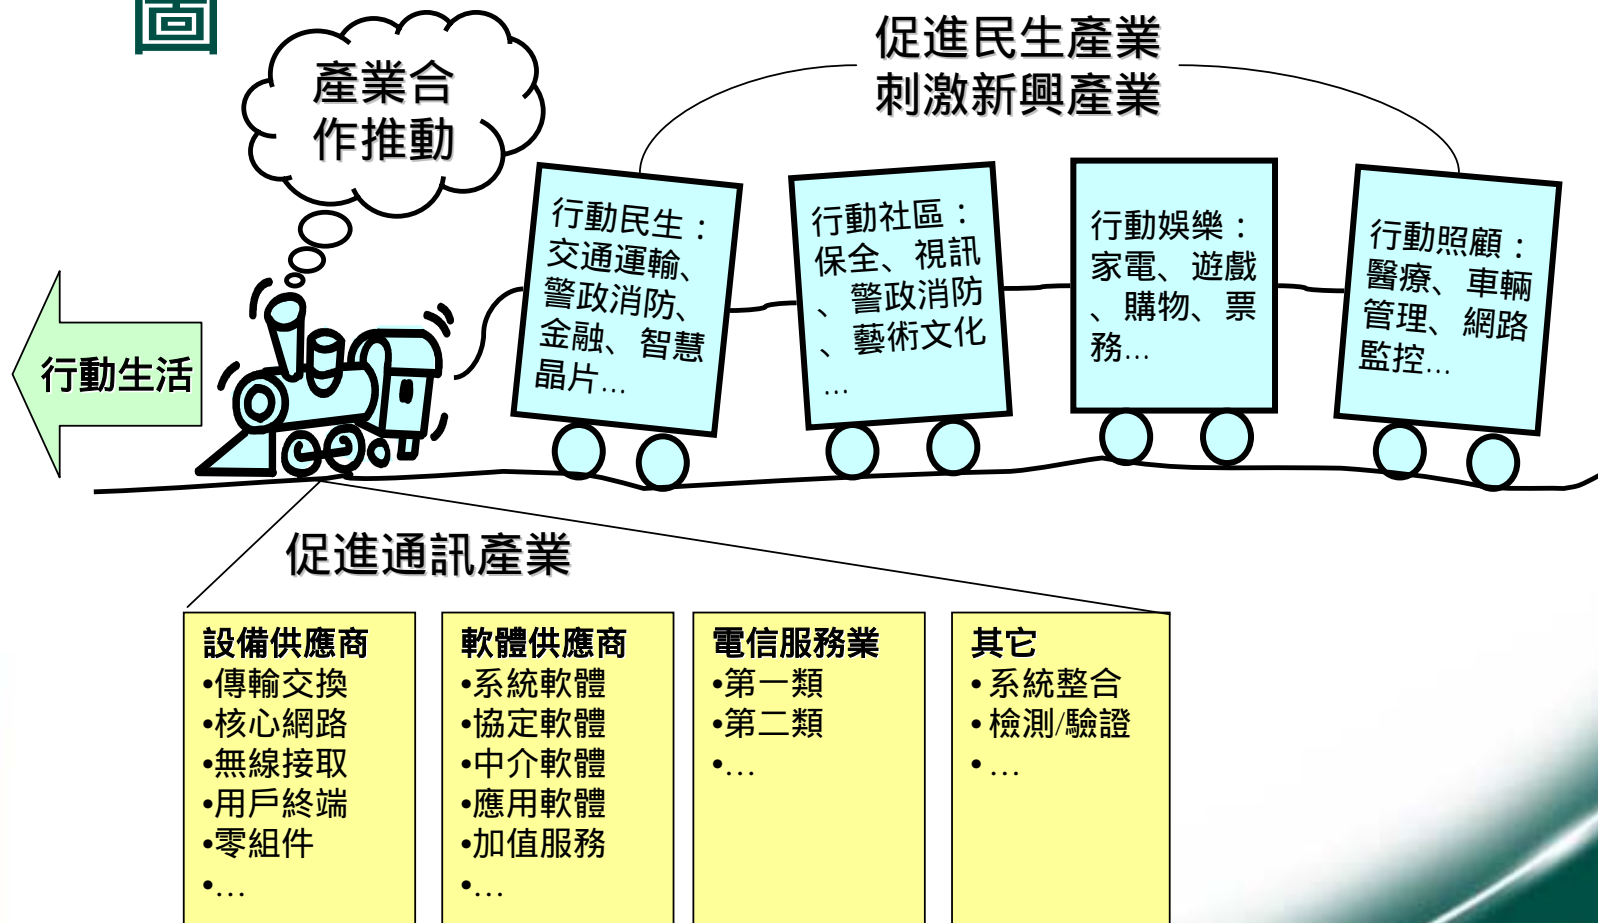 圖
產業合
作推動
促進民生產業
刺激新興產業
行動生活
行動民生：
交通運輸、
警政消防、
金融、智慧
晶片…
行動社區：
保全、視訊
、警政消防
、藝術文化
…
行動娛樂：
家電、遊戲
、購物、票
務…
行動照顧：
醫療、車輛
管理、網路
監控…
促進通訊產業
設備供應商
•傳輸交換
•核心網路
•無線接取
•用戶終端
•零組件
•…
軟體供應商
•系統軟體
•協定軟體
•中介軟體
•應用軟體
•加值服務
•…
電信服務業
•第一類
•第二類
•…
其它
•系統整合
•檢測/驗證
•…